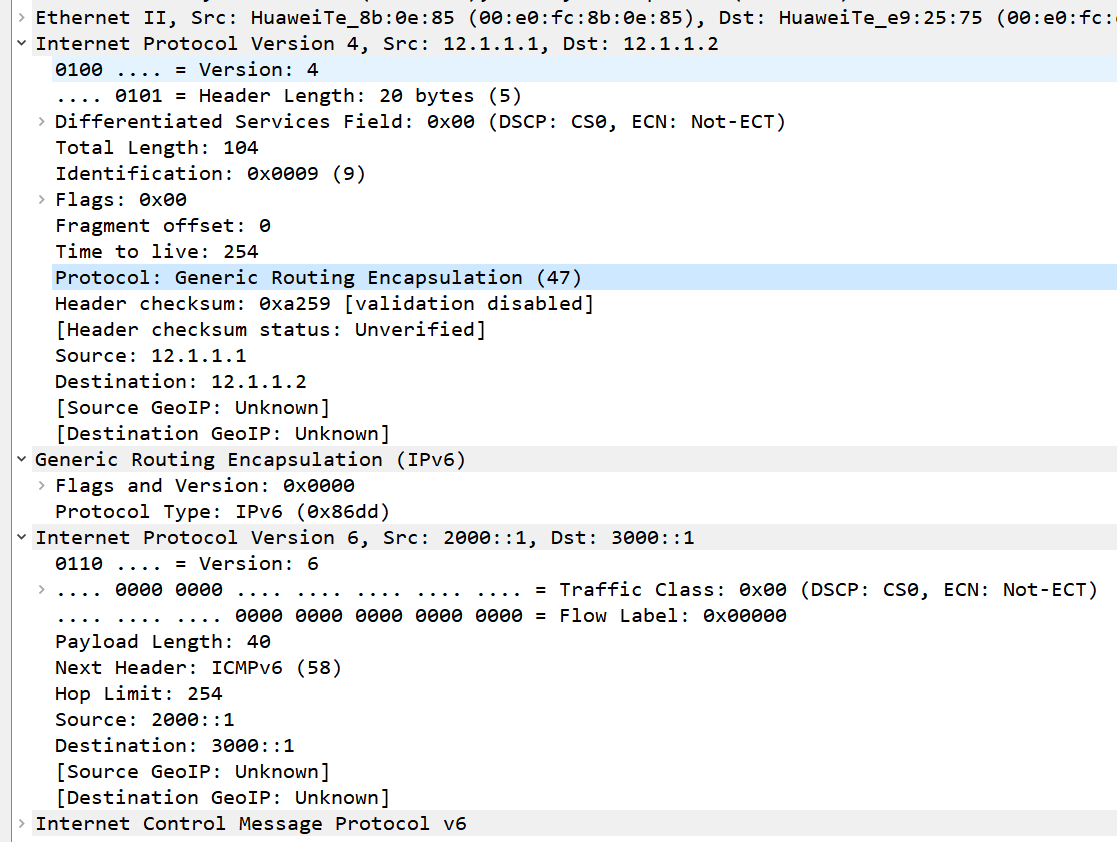 Ethernet II, Src: HuaweiTe_8b:0e:85 (00:e0:fc:8b:0e:85), Dst: HuaweiTe_e9:25:75 (00:e0:fc:
Internet Protocol Version 4, Src: 12.1.1.1, Dst: 12.1.1.2
0100 .... = Version: 4
.... 0101 = Header Length: 20 bytes (5)
Differentiated Services Field: 0x00 (DSCP: CS0, ECN: Not-ECT)
Total Length: 104
Identification: 0x0009 (9)
Flags: 0x00
Fragment offset: 0
Time to live: 254
Protocol: Generic Routing Encapsulation (47)
Header checksum: 0xa259 [validation disabled]
[Header checksum status: Unverified]
Source: 12.1.1.1
Destination: 12.1.1.2
[Source GeoIP: Unknown]
[Destination GeoIP: Unknown]
Generic Routing Encapsulation (IPv6)
Flags and Version: 0x0000
Protocol Type: IPv6 (0x86dd)
Internet Protocol Version 6, Src: 2000::1, Dst: 3000::1
0110 .... = Version: 6
.... 0000 0000 .... .... .... .... .... = Traffic Class: 0x00 (DSCP: CS0, ECN: Not-ECT)
.... .... .... 0000 0000 0000 0000 0000 = Flow Label: 0x00000
Payload Length: 40
Next Header: ICMPv6 (58)
Hop Limit: 254
Source: 2000::1
Destination: 3000::1
[Source GeoIP: Unknown]
[Destination GeoIP: Unknown]
Internet Control Message Protocol v6